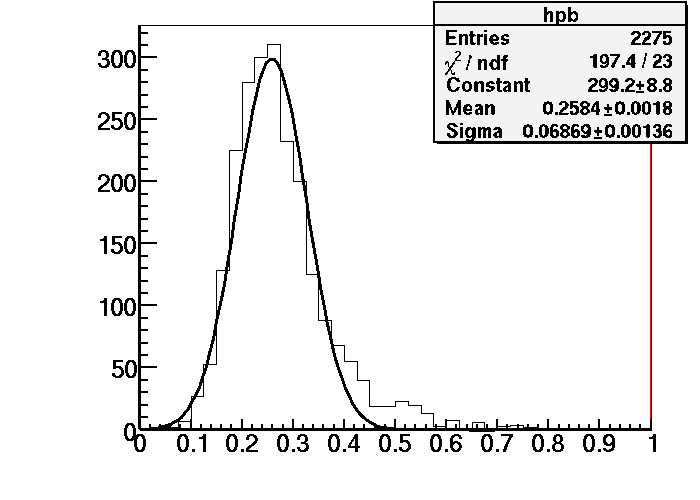 hpb
Entries 2275
χ²/ ndf 197.4 / 23
Constant 299.2±8.8
Mean 0.2584±0.0018
Sigma 0.06869±0.00136
300
250
200
150
100
50
0
0 0.1 0.2 0.3 0.4 0.5 0.6 0.7 0.8 0.9 1